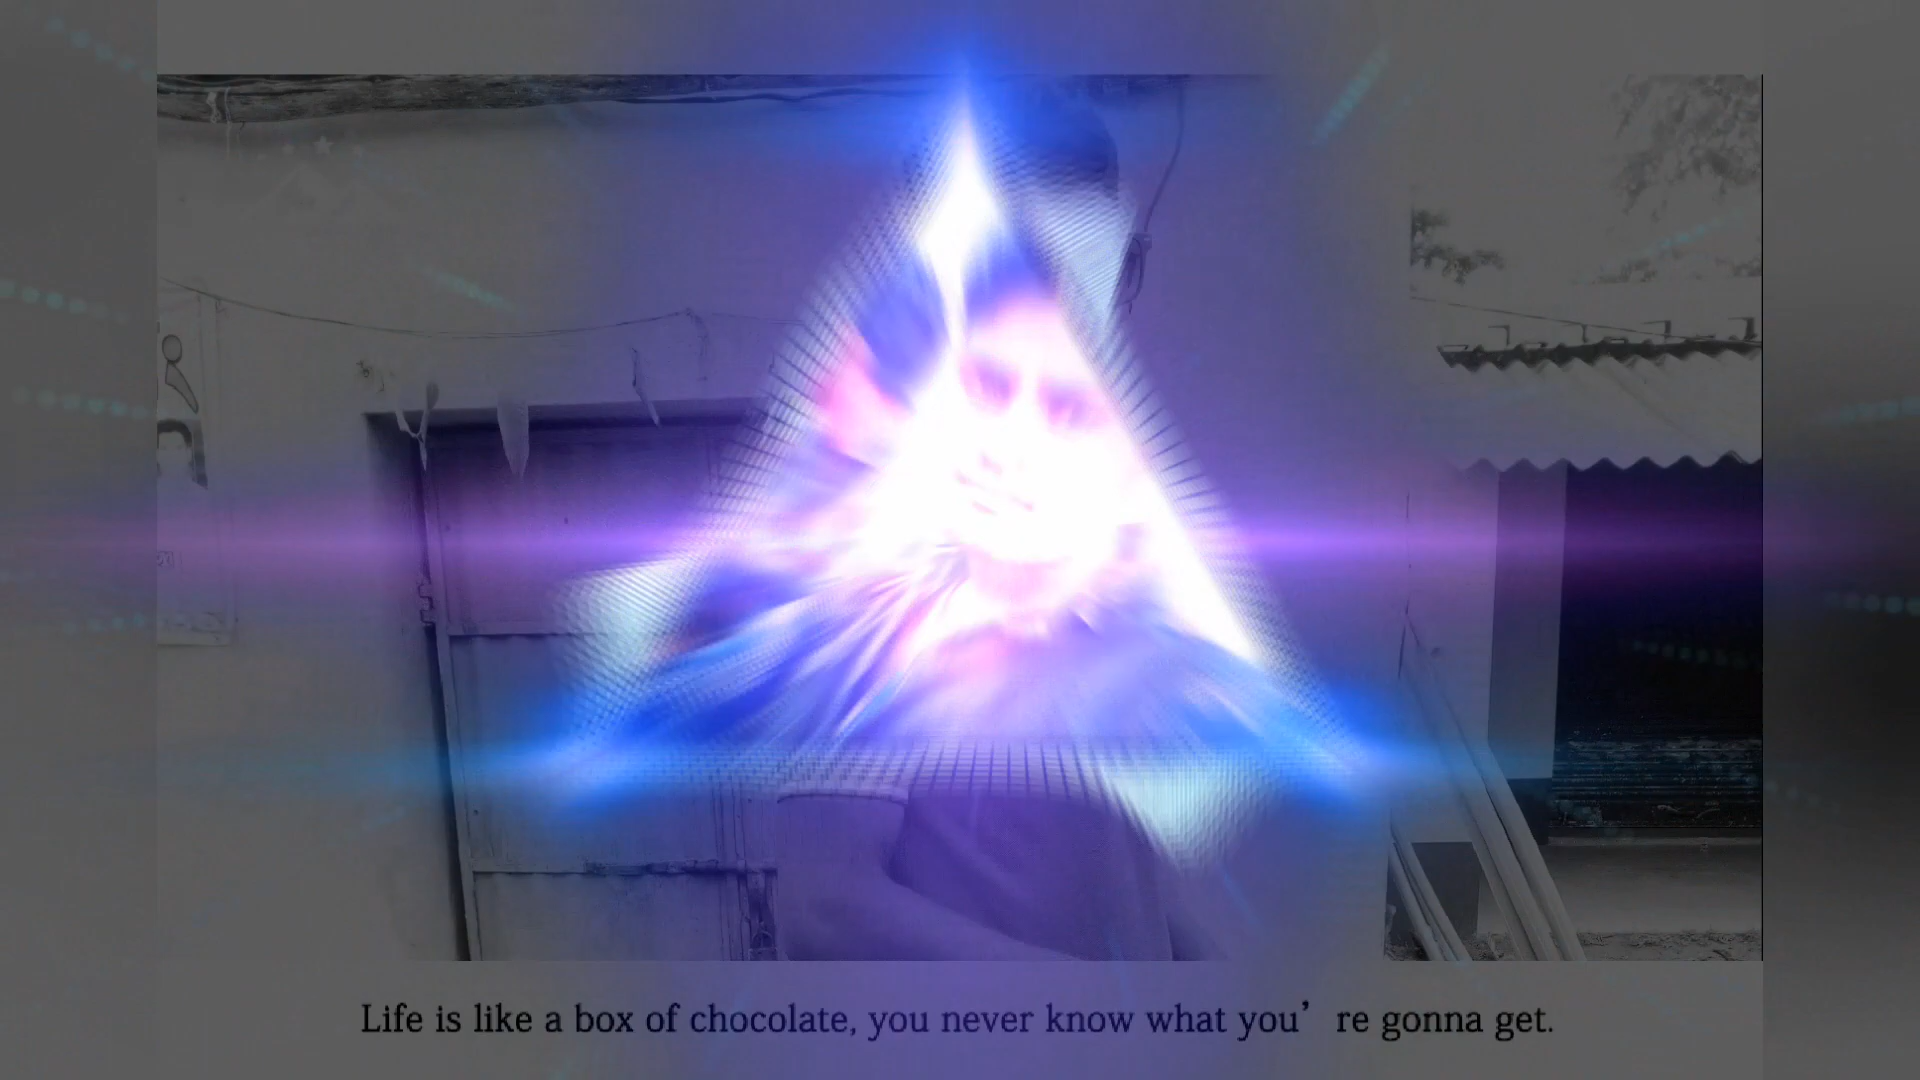 Life is like a box of chocolate, you never know what you’ re gonna get.